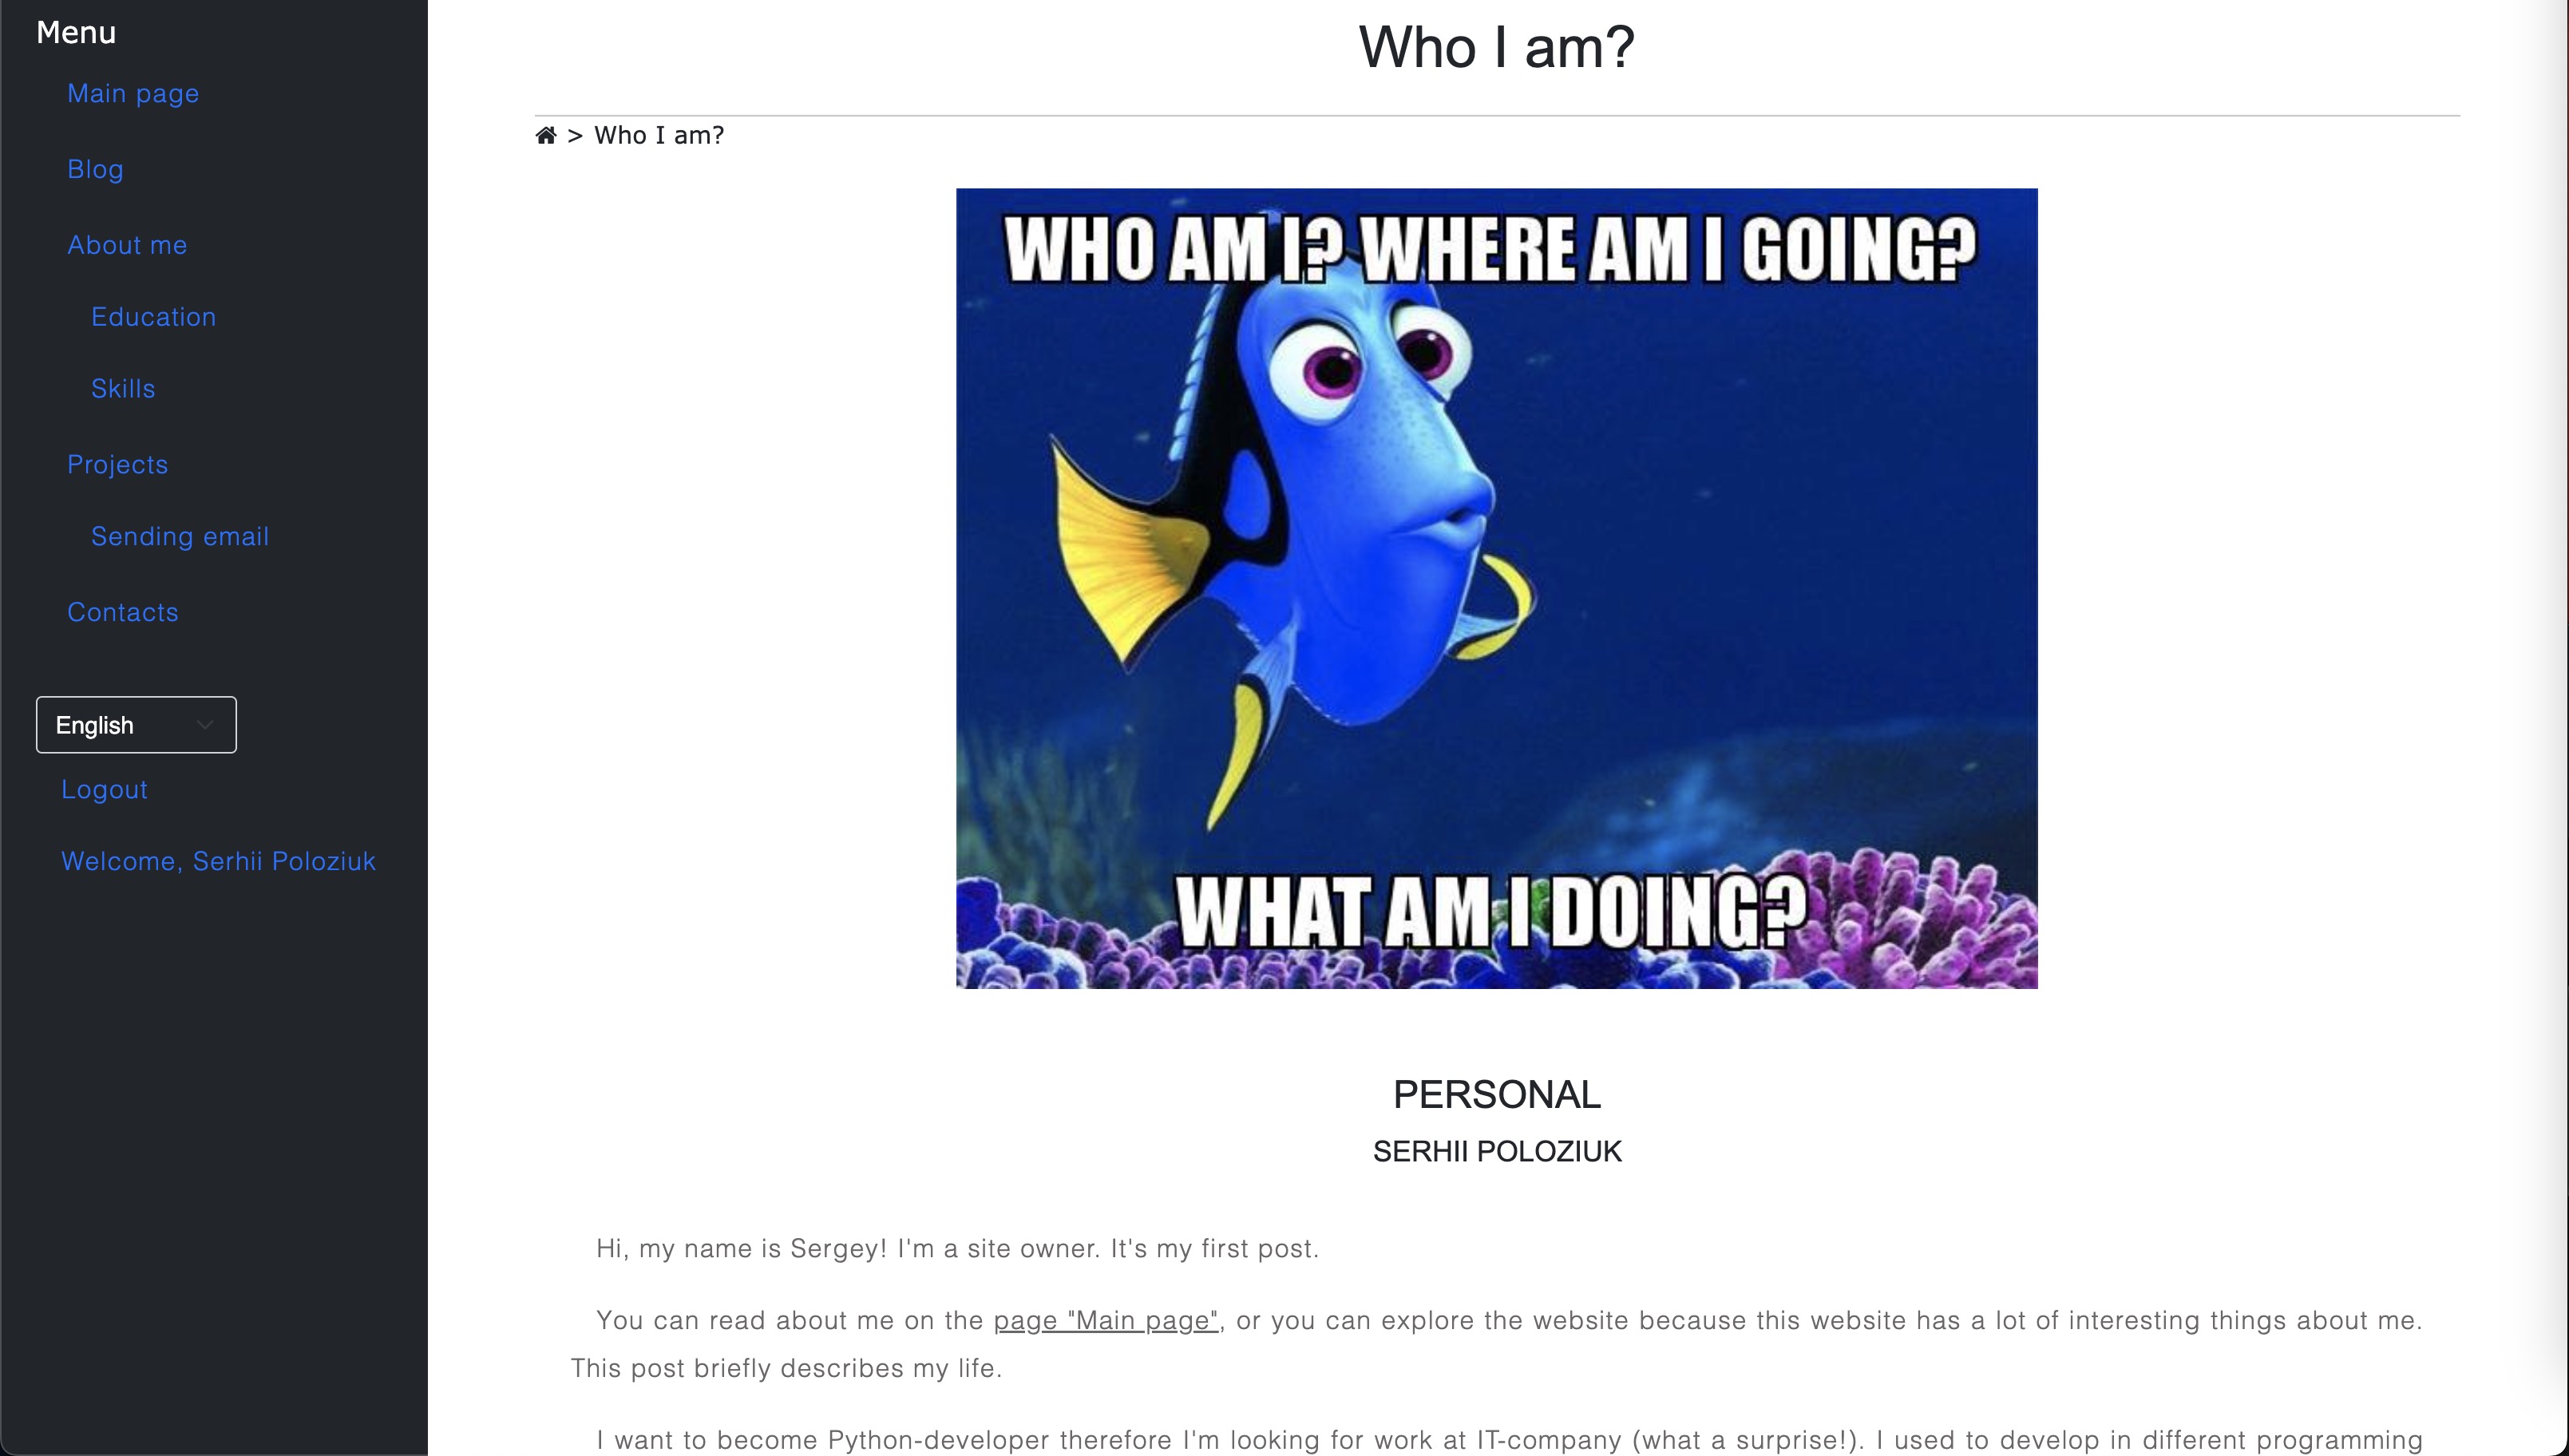 Menu
Main page
Blog
About me
Education
Skills
Projects
Sending email
Contacts
English
Logout
Welcome, Serhii Poloziuk
Who I am?
> Who I am?
WHO AM I? WHERE AM I GOING?
WHAT AM I DOING?
PERSONAL
SERHII POLOZIUK
Hi, my name is Sergey! I'm a site owner. It's my first post.
You can read about me on the page "Main page", or you can explore the website because this website has a lot of interesting things about me.
This post briefly describes my life.
I want to become Python-developer therefore I'm looking for work at IT-company (what a surprise!). I used to develop in different programming